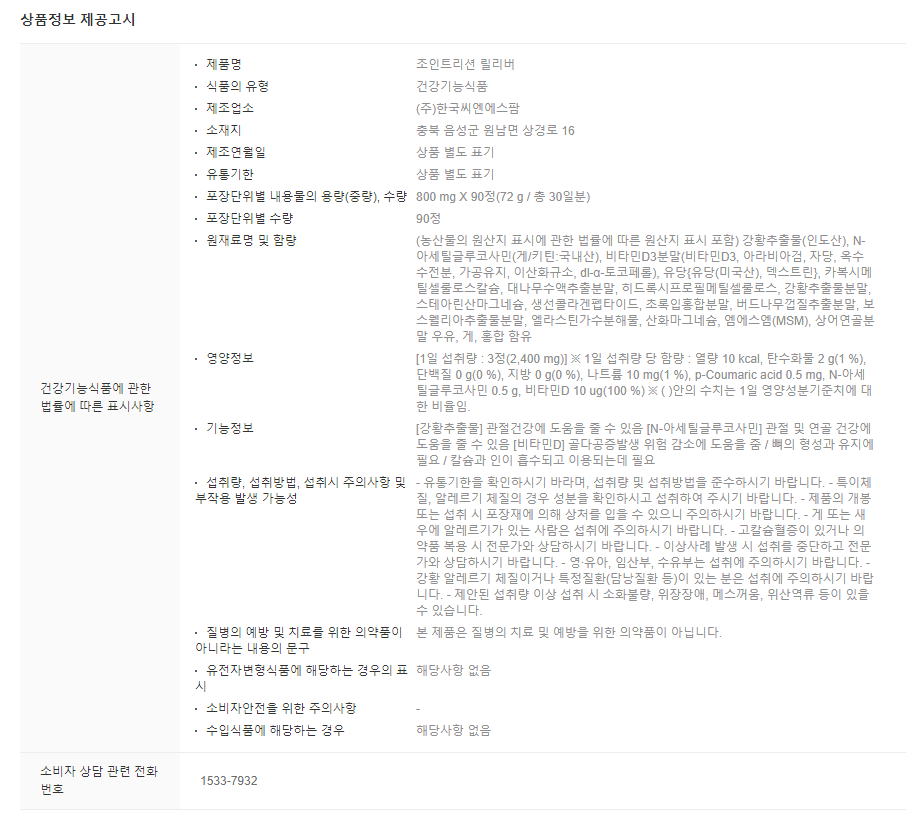 상품정보 제공고시
· 제품명 조인트리션 릴리버
· 식품의 유형 건강기능식품
· 제조업소 (주)한국씨엔에스팜
· 소재지 충북 음성군 원남면 상경로 16
· 제조연월일 상품 별도 표기
· 유통기한 상품 별도 표기
· 포장단위별 내용물의 용량(중량), 수량 800 mg X 90정(72 g / 총 30일분)
· 포장단위별 수량 90정
· 원재료명 및 함량 (농산물의 원산지 표시에 관한 법률에 따른 원산지 표시 포함) 강황추출물(인도산), N-
아세틸글루코사민(게/키틴:국내산), 비타민D3분말(비타민D3, 아라비아검, 자당, 옥수
수전분, 가공유지, 이산화규소, dl-α-토코페롤), 유당{유당(미국산), 덱스트린}, 카복시메
틸셀룰로스칼슘, 대나무수액추출분말, 히드록시프로필메틸셀룰로스, 강황추출물분말,
스테아린산마그네슘, 생선콜라겐펩타이드, 초록입홍합분말, 버드나무껍질추출분말, 보
스웰리아추출물분말, 엘라스틴가수분해물, 산화마그네슘, 엠에스엠(MSM), 상어연골분
말 우유, 게, 홍합 함유
· 영양정보 [1일 섭취량 : 3정(2,400 mg)] ※ 1일 섭취량 당 함량 : 열량 10 kcal, 탄수화물 2 g(1 %),
단백질 0 g(0 %), 지방 0 g(0 %), 나트륨 10 mg(1 %), p-Coumaric acid 0.5 mg, N-아세
틸글루코사민 0.5 g, 비타민D 10 ug(100 %) ※ ( )안의 수치는 1일 영양성분기준치에 대
한 비율임.
건강기능식품에 관한
법률에 따른 표시사항
· 기능정보 [강황추출물] 관절건강에 도움을 줄 수 있음 [N-아세틸글루코사민] 관절 및 연골 건강에
도움을 줄 수 있음 [비타민D] 골다공증발생 위험 감소에 도움을 줌 / 뼈의 형성과 유지에
필요 / 칼슘과 인이 흡수되고 이용되는데 필요
· 섭취량, 섭취방법, 섭취시 주의사항 및
부작용 발생 가능성
- 유통기한을 확인하시기 바라며, 섭취량 및 섭취방법을 준수하시기 바랍니다. - 특이체
질, 알레르기 체질의 경우 성분을 확인하시고 섭취하여 주시기 바랍니다. - 제품의 개봉
또는 섭취 시 포장재에 의해 상처를 입을 수 있으니 주의하시기 바랍니다. - 게 또는 새
우에 알레르기가 있는 사람은 섭취에 주의하시기 바랍니다. - 고칼슘혈증이 있거나 의
약품 복용 시 전문가와 상담하시기 바랍니다. - 이상사례 발생 시 섭취를 중단하고 전문
가와 상담하시기 바랍니다. - 영·유아, 임산부, 수유부는 섭취에 주의하시기 바랍니다. -
강황 알레르기 체질이거나 특정질환(담낭질환 등)이 있는 분은 섭취에 주의하시기 바랍
니다. - 제안된 섭취량 이상 섭취 시 소화불량, 위장장애, 메스꺼움, 위산역류 등이 있을
수 있습니다.
· 질병의 예방 및 치료를 위한 의약품이
아니라는 내용의 문구
본 제품은 질병의 치료 및 예방을 위한 의약품이 아닙니다.
· 유전자변형식품에 해당하는 경우의 표
시
해당사항 없음
· 소비자안전을 위한 주의사항 -
· 수입식품에 해당하는 경우 해당사항 없음
소비자 상담 관련 전화
번호
1533-7932